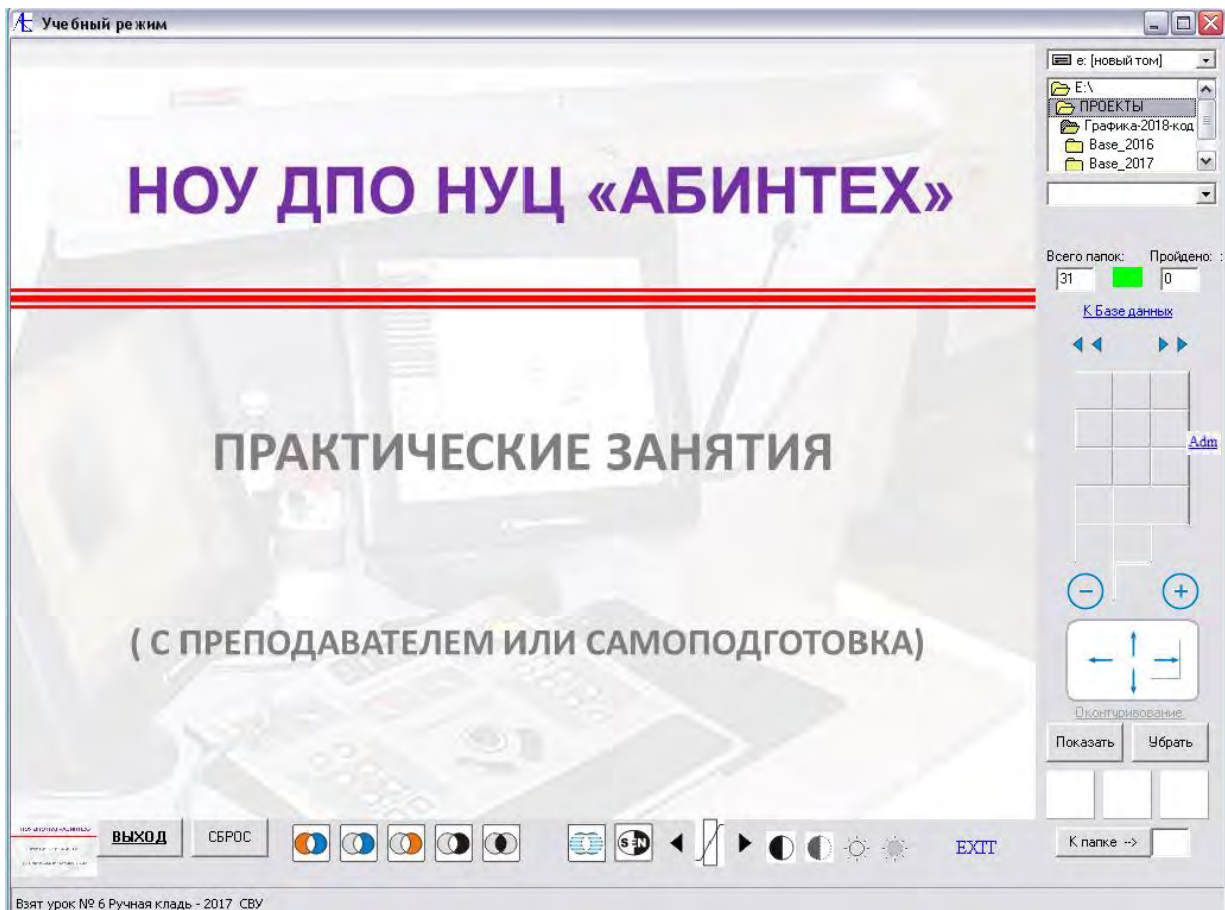 Учебный режим
НОУ ДПО НУЦ «АБИНТЕХ»
ПРАКТИЧЕСКИЕ ЗАНЯТИЯ
( С ПРЕПОДАВАТЕЛЕМ ИЛИ САМОПОДГОТОВКА)
e: [новый том]
E:\
ПРОЕКТЫ
Графика-2018-код
Base_2016
Base_2017
Всего папок: Пройдено: :
31 0
К Базе данных
Adm
Оконтуривование
Показать Убрать
ВЫХОД СБРОС SEN EXIT К папке -->
Взят урок № 6 Ручная кладь - 2017 СВУ